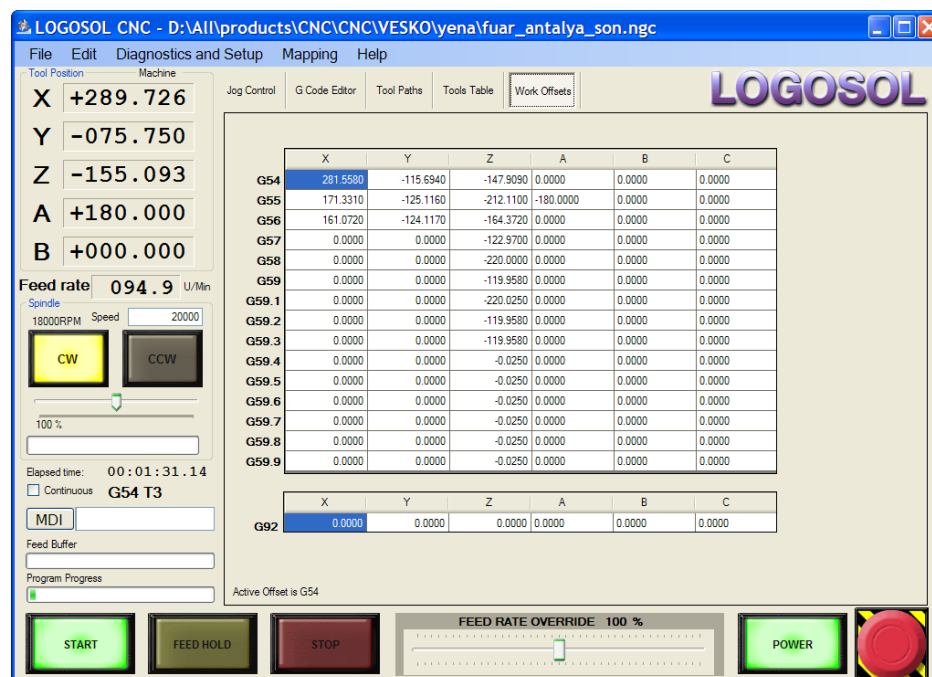 LOGOSOL CNC - D:\All\products\CNC\CNC\VESKO\yena\fuar_antalya_son.ngc
File Edit Diagnostics and Setup Mapping Help
Tool Position Machine
X +289.726
Y -075.750
Z -155.093
A +180.000
B +000.000
Feed rate 094.9 U/Min
Spindle
18000RPM Speed 20000
CW CCW
100 %
Elapsed time: 00:01:31.14
Continuous G54 T3
MDI
Feed Buffer
Program Progress
Jog Control G Code Editor Tool Paths Tools Table Work Offsets
LOGOSOL
X Y Z A B C
G54 281.5580 -115.6940 -147.9090 0.0000 0.0000 0.0000
G55 171.3310 -125.1160 -212.1100 -180.0000 0.0000 0.0000
G56 161.0720 -124.1170 -164.3720 0.0000 0.0000 0.0000
G57 0.0000 0.0000 -122.9700 0.0000 0.0000 0.0000
G58 0.0000 0.0000 -220.0000 0.0000 0.0000 0.0000
G59 0.0000 0.0000 -119.9580 0.0000 0.0000 0.0000
G59.1 0.0000 0.0000 -220.0250 0.0000 0.0000 0.0000
G59.2 0.0000 0.0000 -119.9580 0.0000 0.0000 0.0000
G59.3 0.0000 0.0000 -119.9580 0.0000 0.0000 0.0000
G59.4 0.0000 0.0000 -0.0250 0.0000 0.0000 0.0000
G59.5 0.0000 0.0000 -0.0250 0.0000 0.0000 0.0000
G59.6 0.0000 0.0000 -0.0250 0.0000 0.0000 0.0000
G59.7 0.0000 0.0000 -0.0250 0.0000 0.0000 0.0000
G59.8 0.0000 0.0000 -0.0250 0.0000 0.0000 0.0000
G59.9 0.0000 0.0000 -0.0250 0.0000 0.0000 0.0000
X Y Z A B C
G92 0.0000 0.0000 0.0000 0.0000 0.0000 0.0000
Active Offset is G54
START FEED HOLD STOP
FEED RATE OVERRIDE 100 %
POWER